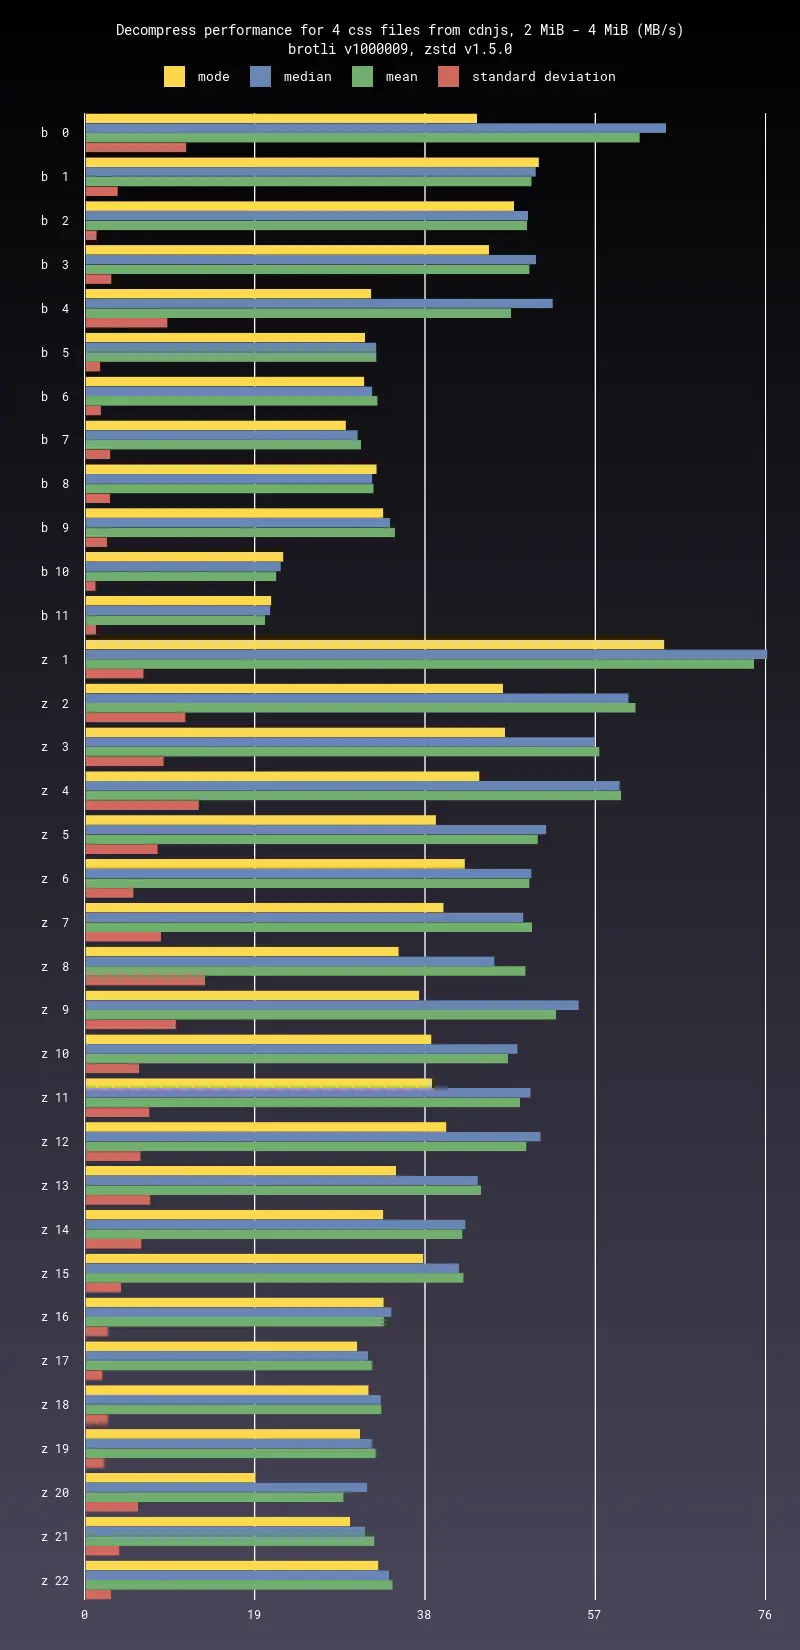 Decompress performance for 4 css files from cdnjs, 2 MiB - 4 MiB (MB/s)
brotli v1000009, zstd v1.5.0
mode median mean standard deviation
b 0
b 1
b 2
b 3
b 4
b 5
b 6
b 7
b 8
b 9
b 10
b 11
z 1
z 2
z 3
z 4
z 5
z 6
z 7
z 8
z 9
z 10
z 11
z 12
z 13
z 14
z 15
z 16
z 17
z 18
z 19
z 20
z 21
z 22
0 19 38 57 76